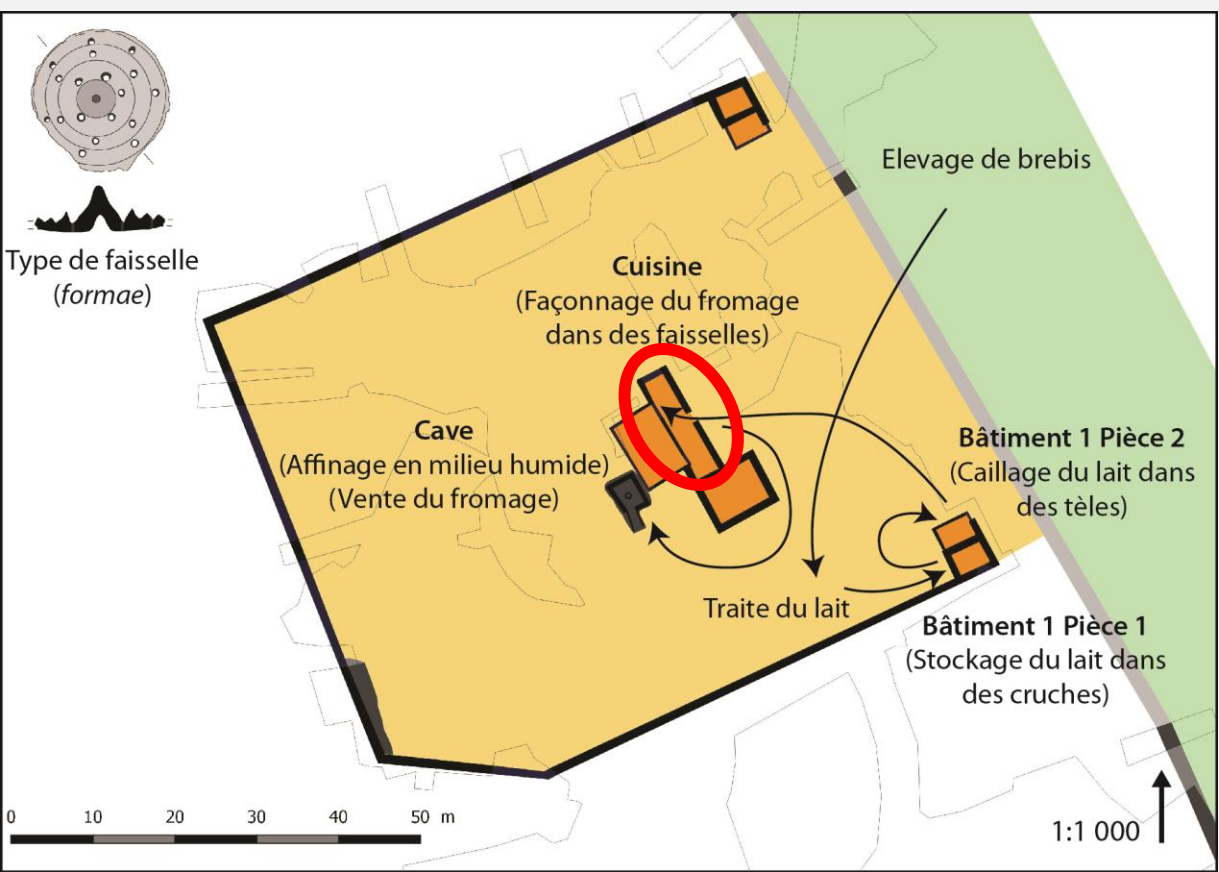 Type de faisselle
(formae)
Elevage de brebis
Cuisine
(Façonnage du fromage
dans des faisselles)
Cave
(Affinage en milieu humide)
(Vente du fromage)
Bâtiment 1 Pièce 2
(Caillage du lait dans
des tèles)
Traite du lait
Bâtiment 1 Pièce 1
(Stockage du lait dans
des cruches)
0 10 20 30 40 50 m
1:1 000